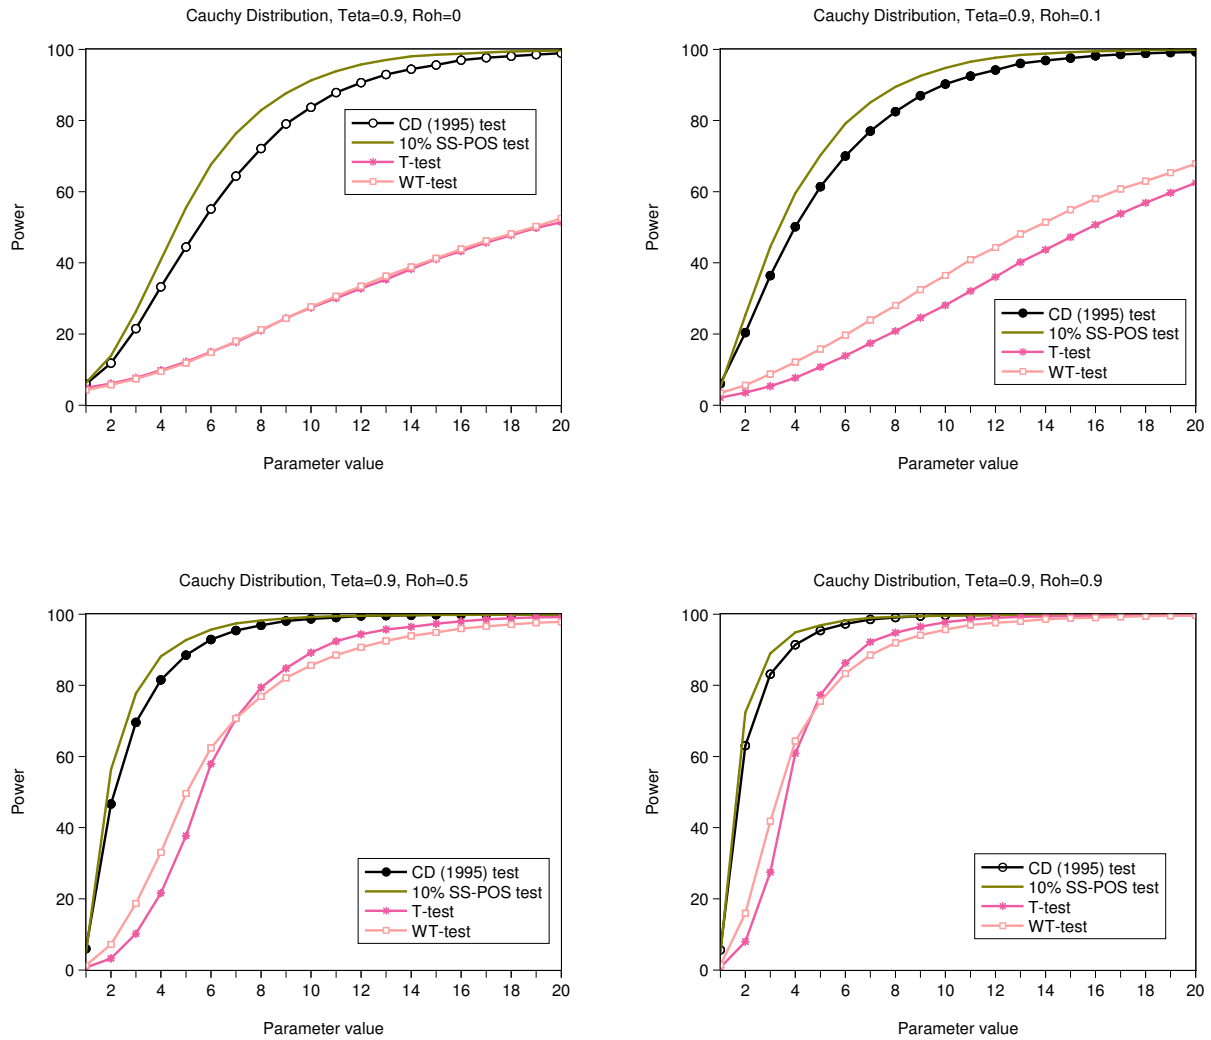 Cauchy Distribution, Teta=0.9, Roh=0
100
80
60
40
20
0
Power
CD (1995) test
10% SS-POS test
T-test
WT-test
2 4 6 8 10 12 14 16 18 20
Parameter value
Cauchy Distribution, Teta=0.9, Roh=0.1
100
80
60
40
20
0
Power
CD (1995) test
10% SS-POS test
T-test
WT-test
2 4 6 8 10 12 14 16 18 20
Parameter value
Cauchy Distribution, Teta=0.9, Roh=0.5
100
80
60
40
20
0
Power
CD (1995) test
10% SS-POS test
T-test
WT-test
2 4 6 8 10 12 14 16 18 20
Parameter value
Cauchy Distribution, Teta=0.9, Roh=0.9
100
80
60
40
20
0
Power
CD (1995) test
10% SS-POS test
T-test
WT-test
2 4 6 8 10 12 14 16 18 20
Parameter value